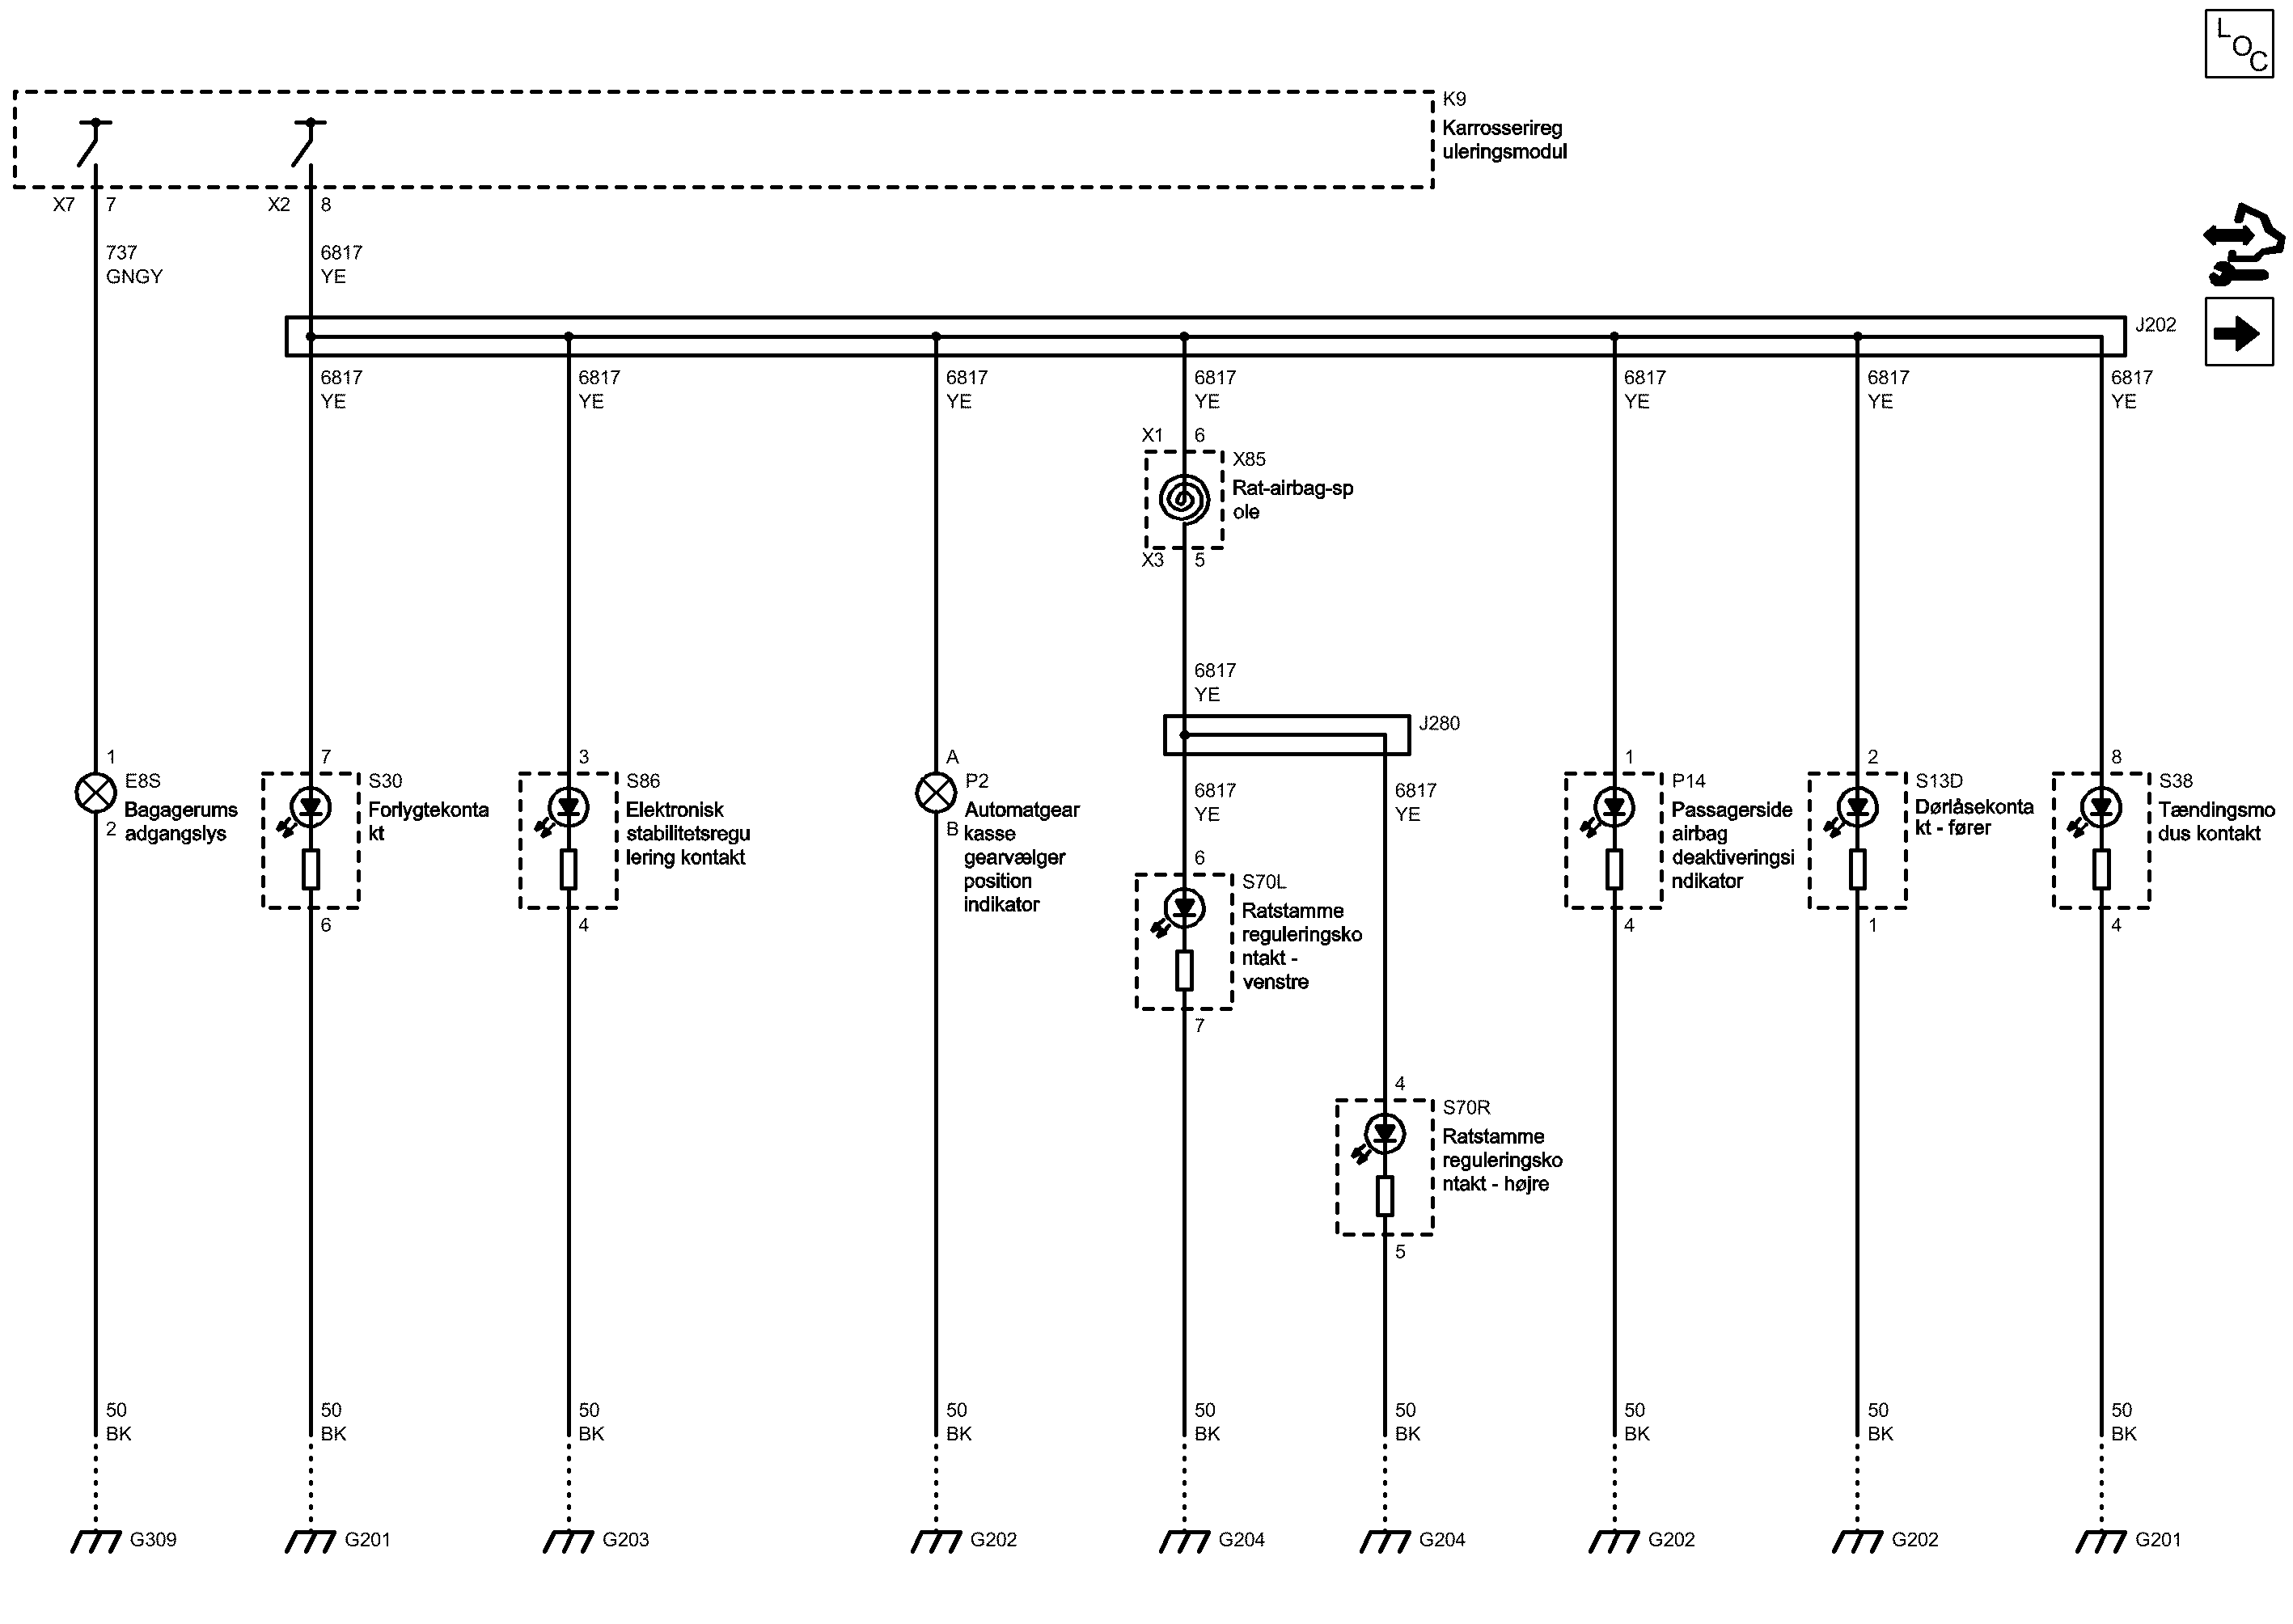 LOC
K9
Karrosserireg
uleringsmodul
X7 7
X2 8
737
GNGY
6817
YE
J202
6817
YE
6817
YE
6817
YE
6817
YE
6817
YE
6817
YE
6817
YE
X1 6
X85
Rat-airbag-sp
ole
X3 5
6817
YE
J280
6817
YE
6817
YE
1
E8S
Bagagerums
adgangslys
2
7
S30
Forlygtekonta
kt
6
3
S86
Elektronisk
stabilitetsregu
lering kontakt
4
A
P2
Automatgear
kasse
gearvælger
position
indikator
B
6
S70L
Ratstamme
reguleringsko
ntakt -
venstre
7
4
S70R
Ratstamme
reguleringsko
ntakt - højre
5
1
P14
Passagerside
airbag
deaktiveringsi
ndikator
4
2
S13D
Dørlåsekonta
kt - fører
1
8
S38
Tændingsmo
dus kontakt
4
50
BK
50
BK
50
BK
50
BK
50
BK
50
BK
50
BK
50
BK
50
BK
G309
G201
G203
G202
G204
G204
G202
G202
G201